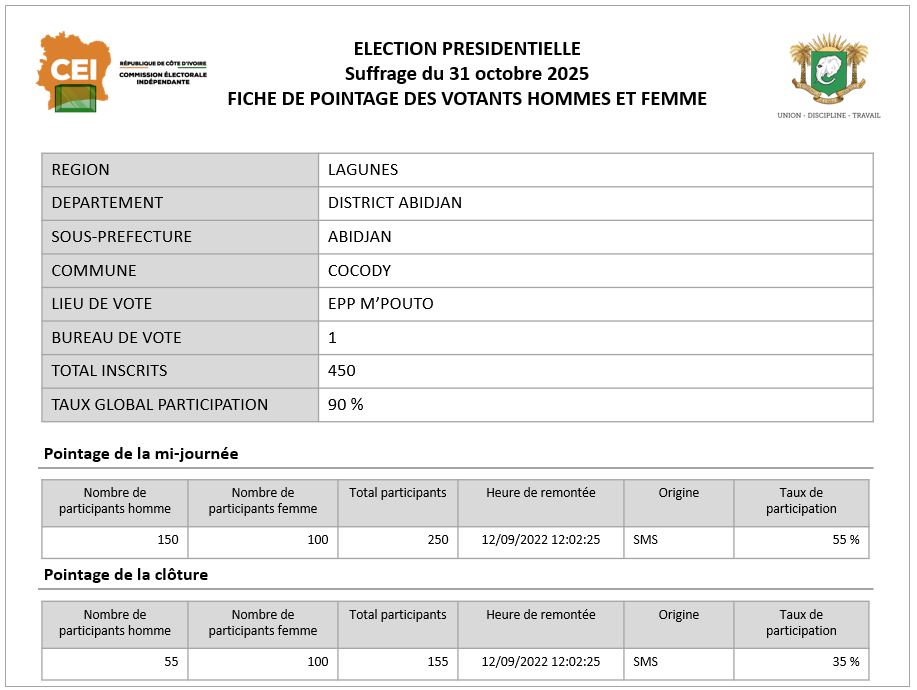 CEI
RÉPUBLIQUE DE CÔTE D'IVOIRE
COMMISSION ÉLECTORALE
INDÉPENDANTE
ELECTION PRESIDENTIELLE
Suffrage du 31 octobre 2025
FICHE DE POINTAGE DES VOTANTS HOMMES ET FEMME
UNION - DISCIPLINE - TRAVAIL
REGION LAGUNES
DEPARTEMENT DISTRICT ABIDJAN
SOUS-PREFECTURE ABIDJAN
COMMUNE COCODY
LIEU DE VOTE EPP M’POUTO
BUREAU DE VOTE 1
TOTAL INSCRITS 450
TAUX GLOBAL PARTICIPATION 90 %
Pointage de la mi-journée
Nombre de participants homme Nombre de participants femme Total participants Heure de remontée Origine Taux de participation
150 100 250 12/09/2022 12:02:25 SMS 55 %
Pointage de la clôture
Nombre de participants homme Nombre de participants femme Total participants Heure de remontée Origine Taux de participation
55 100 155 12/09/2022 12:02:25 SMS 35 %